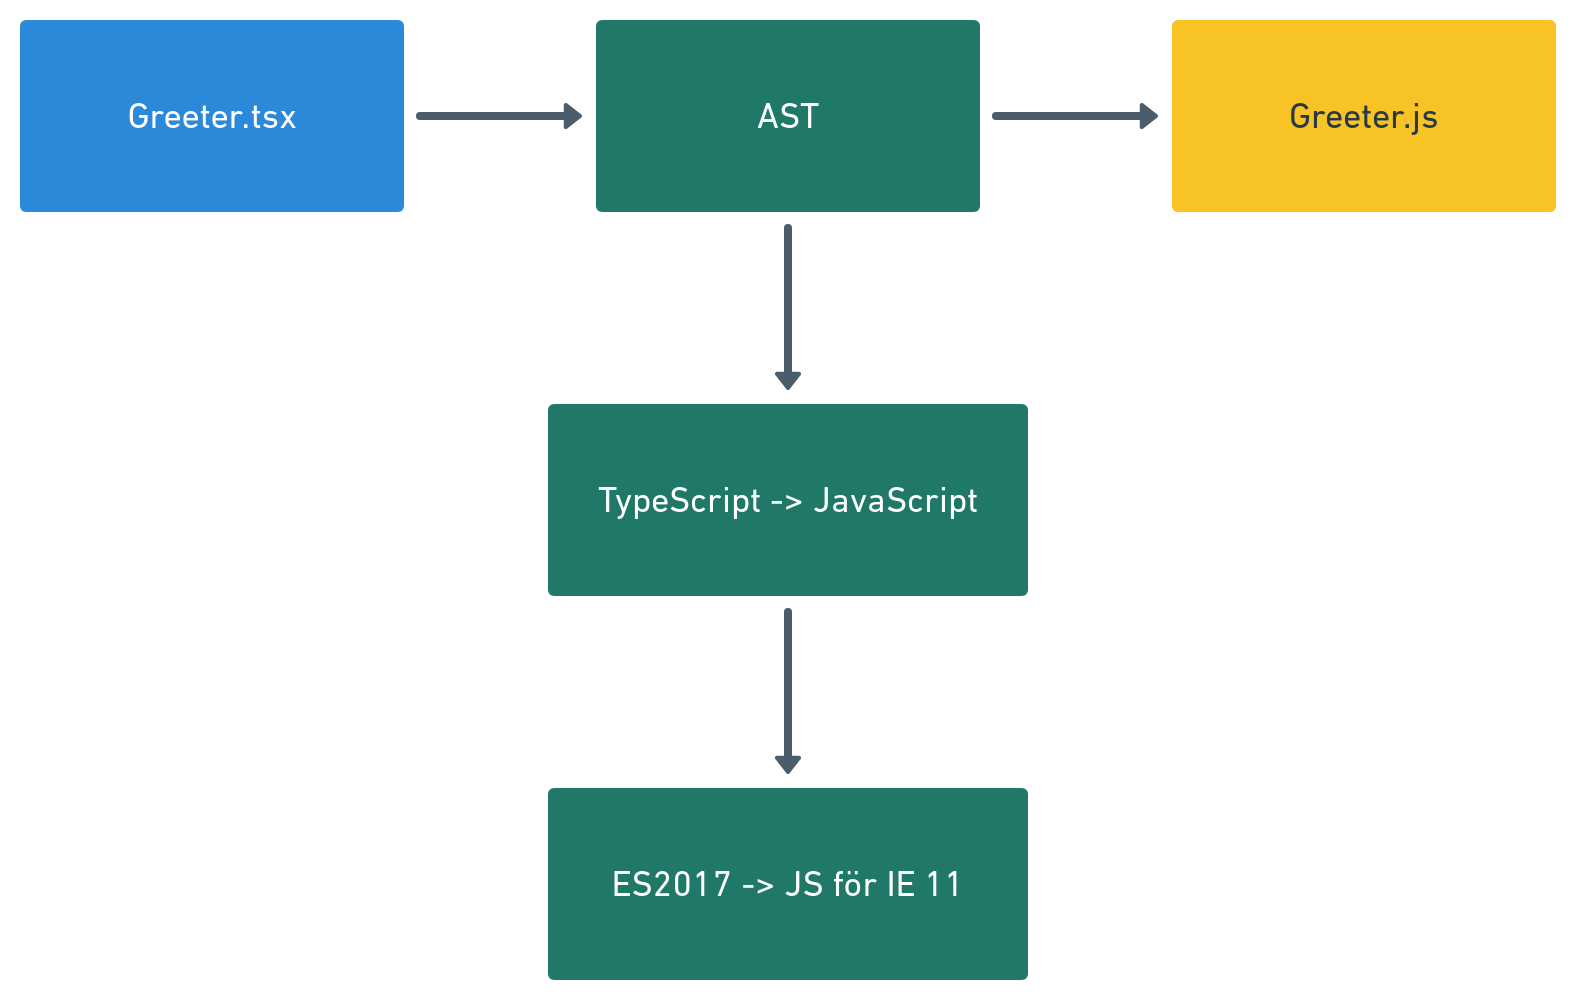 Greeter.tsx
AST
Greeter.js
TypeScript -> JavaScript
ES2017 -> JS för IE 11